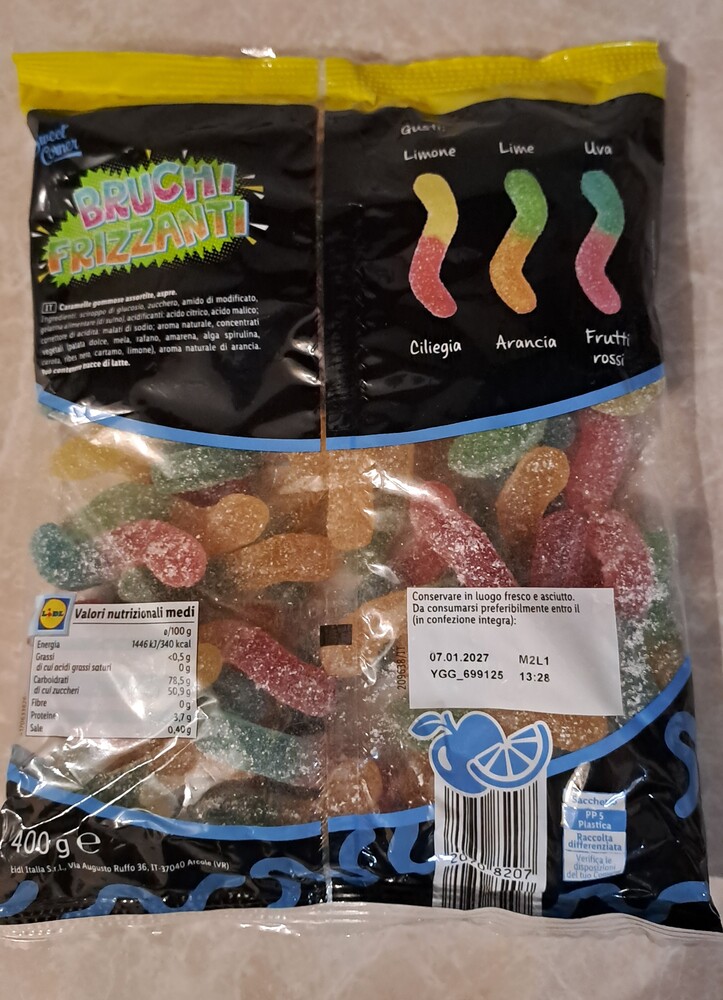 Sweet
Corner
BRUCHI
FRIZZANTI
IT Caramelle gommose assortite, aspre.
Ingredienti: sciroppo di glucosio, zucchero, amido di modificato,
gelatina alimentare (di suino), acidificanti: acido citrico, acido malico;
correttore di acidità: malati di sodio; aroma naturale, concentrati
vegetali (patata dolce, mela, rafano, amarena, alga spirulina,
carota, ribes nero, cartamo, limone), aroma naturale di arancia.
Può contenere tracce di latte.
Gusti:
Limone
Lime
Uva
Ciliegia
Arancia
Frutti
rossi
LIDL
Valori nutrizionali medi
ø/100 g
Energia 1446 kJ/340 kcal
Grassi <0,5 g
di cui acidi grassi saturi 0 g
Carboidrati 78,5 g
di cui zuccheri 50,9 g
Fibre 0 g
Proteine 3,7 g
Sale 0,40 g
Conservare in luogo fresco e asciutto.
Da consumarsi preferibilmente entro il
(in confezione integra):
07.01.2027 M2L1
YGG_699125 13:28
400 g e
Lidl Italia S.r.l., Via Augusto Ruffo 36, IT-37040 Arcole (VR)
8207
Sacchetto
PP 5
Plastica
Raccolta
differenziata
Verifica le
disposizioni
del tuo